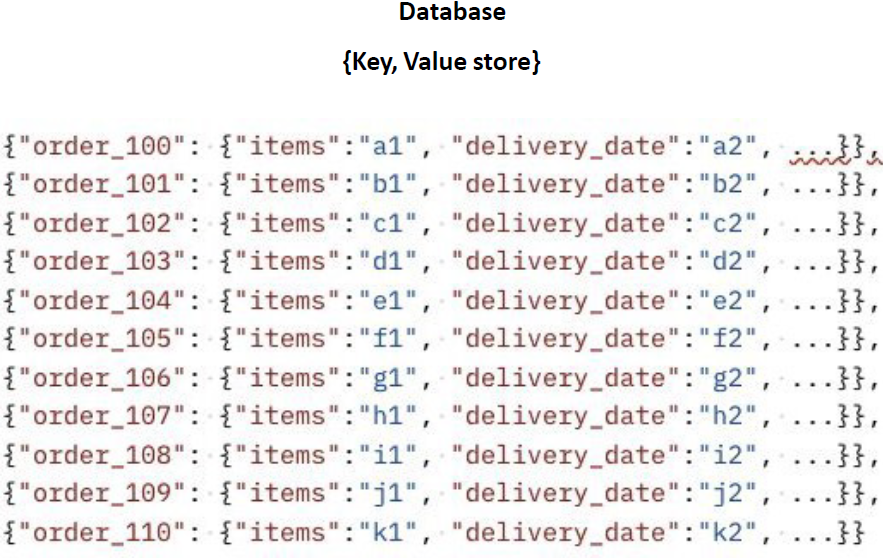 Database
{Key, Value store}
{"order_100": {"items":"a1", "delivery_date":"a2", ...}},
{"order_101": {"items":"b1", "delivery_date":"b2", ...}},
{"order_102": {"items":"c1", "delivery_date":"c2", ...}},
{"order_103": {"items":"d1", "delivery_date":"d2", ...}},
{"order_104": {"items":"e1", "delivery_date":"e2", ...}},
{"order_105": {"items":"f1", "delivery_date":"f2", ...}},
{"order_106": {"items":"g1", "delivery_date":"g2", ...}},
{"order_107": {"items":"h1", "delivery_date":"h2", ...}},
{"order_108": {"items":"i1", "delivery_date":"i2", ...}},
{"order_109": {"items":"j1", "delivery_date":"j2", ...}},
{"order_110": {"items":"k1", "delivery_date":"k2", ...}}